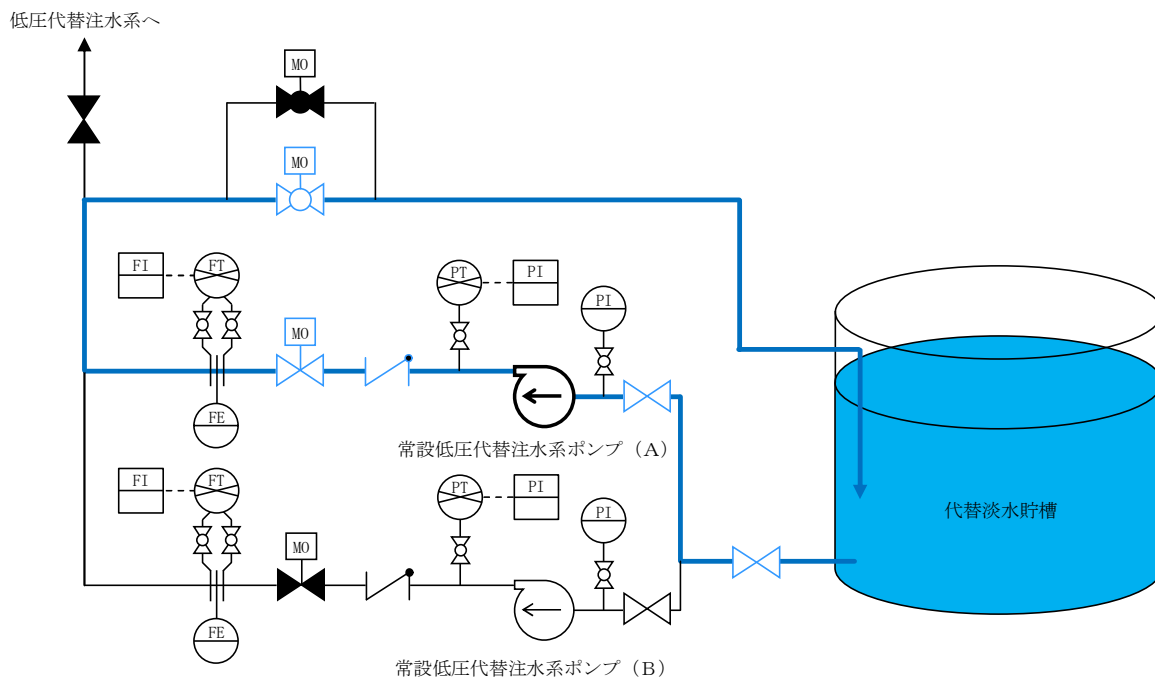 低圧代替注水系へ
MO
MO
FI
FT
PT
PI
PI
MO
FE
常設低圧代替注水系ポンプ（A）
FI
FT
PT
PI
PI
代替淡水貯槽
MO
FE
常設低圧代替注水系ポンプ（B）